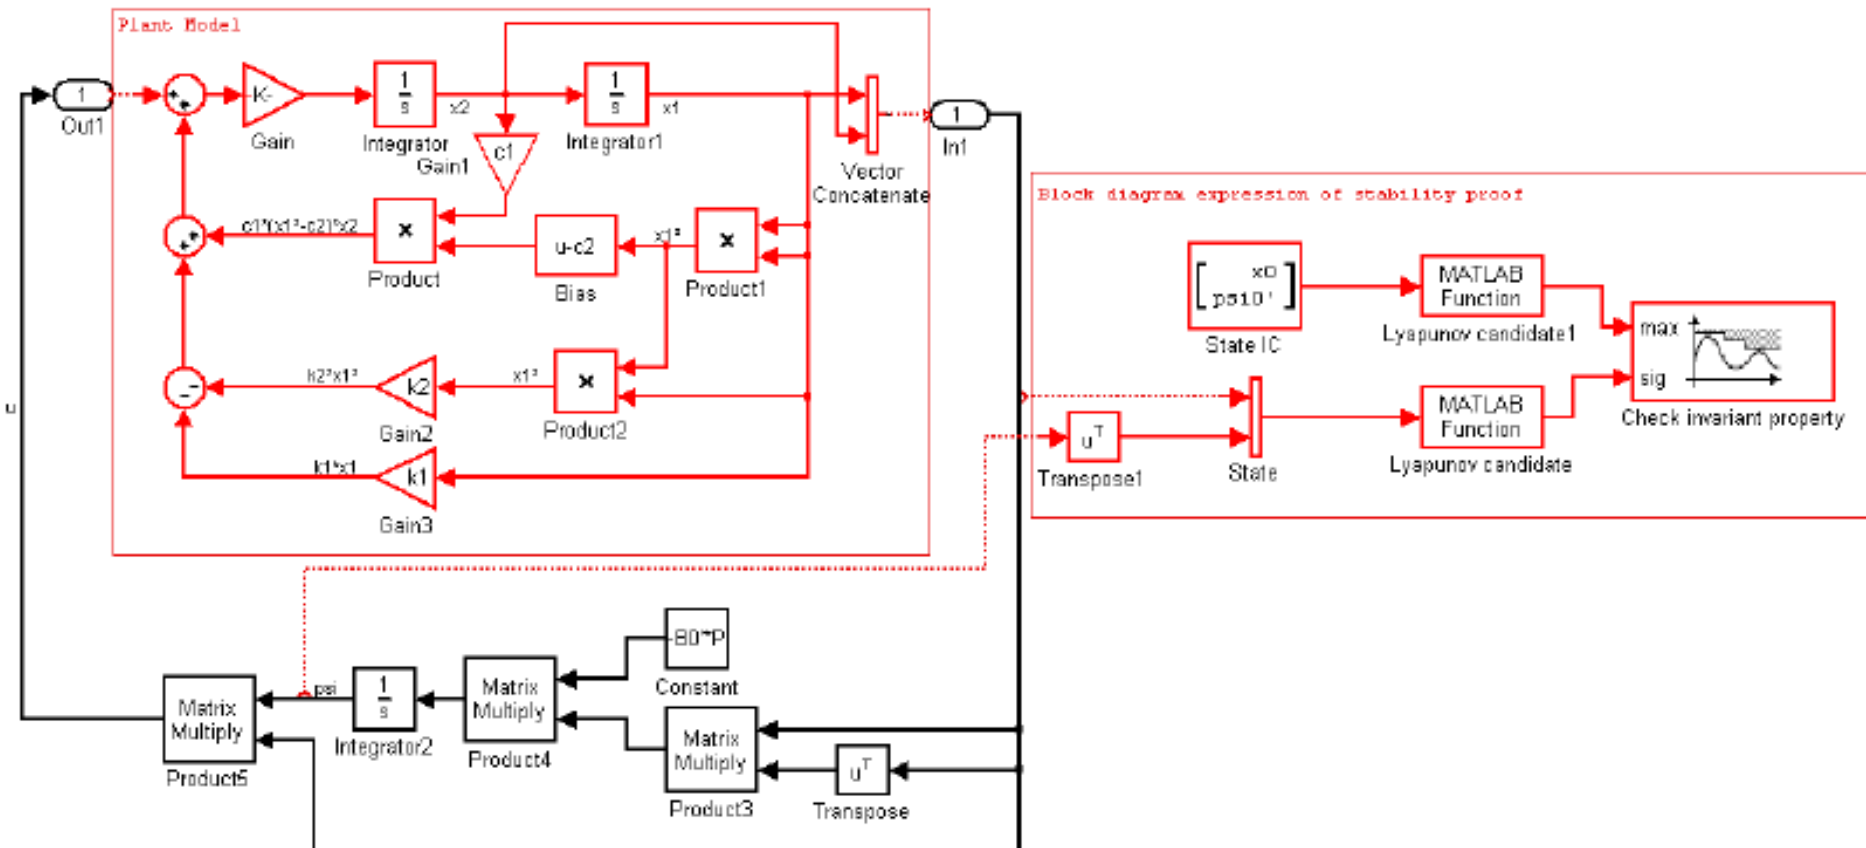 Plant Model
1
Out1
-K-
Gain
1
s
Integrator
x2
Gain1
c1
1
s
Integrator1
x1
Vector
Concatenate
1
In1
c1*(x1²-c2)*x2
×
Product
u-c2
Bias
x1²
×
Product1
k2*x1³
k2
Gain2
x1³
×
Product2
k1*x1
k1
Gain3
Block diagram expression of stability proof
x0
psi0'
State IC
MATLAB
Function
Lyapunov candidate1
max
sig
Check invariant property
uT
Transpose1
State
MATLAB
Function
Lyapunov candidate
u
Matrix
Multiply
Product5
psi
1
s
Integrator2
Matrix
Multiply
Product4
-B0*P
Constant
Matrix
Multiply
Product3
uT
Transpose